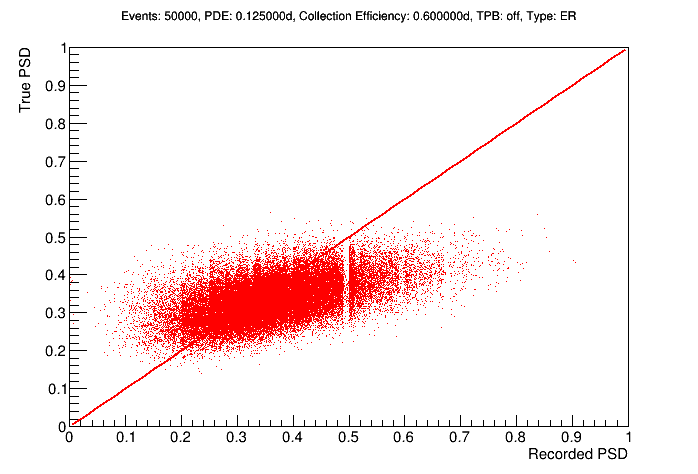 Events: 50000, PDE: 0.125000d, Collection Efficiency: 0.600000d, TPB: off, Type: ER
True PSD
1
0.9
0.8
0.7
0.6
0.5
0.4
0.3
0.2
0.1
0
0 0.1 0.2 0.3 0.4 0.5 0.6 0.7 0.8 0.9 1
Recorded PSD